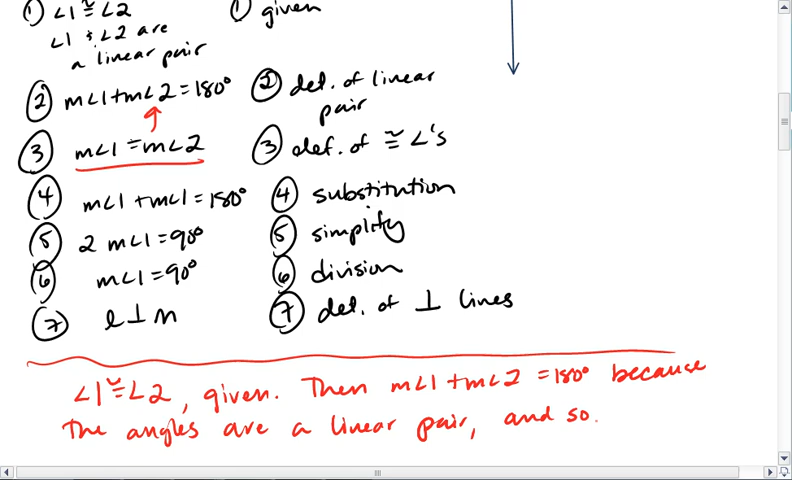 ① ∠1 ≅ ∠2 ① given
∠1 & ∠2 are
a linear pair
② m∠1 + m∠2 = 180° ② def. of linear
pair
③ m∠1 = m∠2 ③ def. of ≅ ∠'s
④ m∠1 + m∠1 = 180° ④ substitution
⑤ 2 m∠1 = 90° ⑤ simplify
⑥ m∠1 = 90° ⑥ division
⑦ l ⊥ m ⑦ def. of ⊥ lines
∠1 ≅ ∠2, given. Then m∠1 + m∠2 = 180° because
the angles are a linear pair, and so